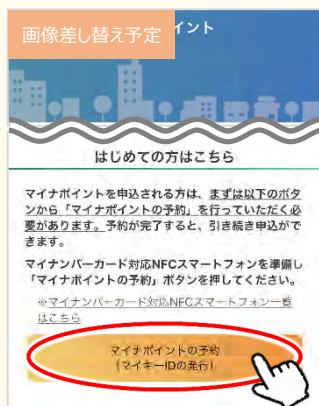 画像差し替え予定
イント
はじめての方はこちら
マイナポイントを申込される方は、まずは以下のボタ
ンから「マイナポイントの予約」を行っていただく必
要があります。予約が完了すると、引き続き申込がで
きます。
マイナンバーカード対応NFCスマートフォンを準備し
「マイナポイントの予約」ボタンを押してください。
※マイナンバーカード対応NFCスマートフォン一覧
はこちら
マイナポイントの予約
(マイキーIDの発行)